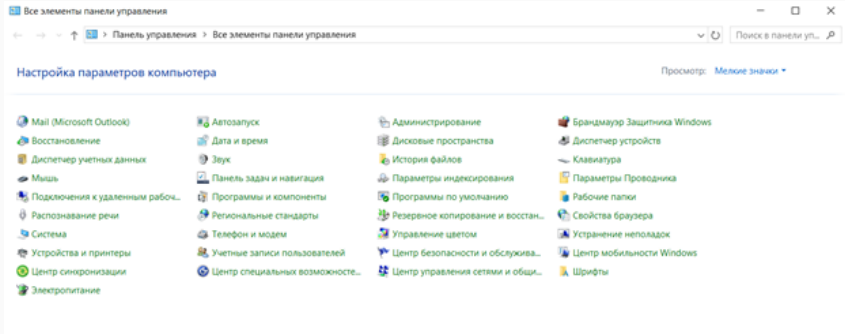 Все элементы панели управления
Панель управления > Все элементы панели управления
Поиск в панели уп...
Настройка параметров компьютера
Просмотр: Мелкие значки
Mail (Microsoft Outlook)
Автозапуск
Администрирование
Брандмауэр Защитника Windows
Восстановление
Дата и время
Дисковые пространства
Диспетчер устройств
Диспетчер учетных данных
Звук
История файлов
Клавиатура
Мышь
Панель задач и навигация
Параметры индексирования
Параметры Проводника
Подключения к удаленным рабоч...
Программы и компоненты
Программы по умолчанию
Рабочие папки
Распознавание речи
Региональные стандарты
Резервное копирование и восстан...
Свойства браузера
Система
Телефон и модем
Управление цветом
Устранение неполадок
Устройства и принтеры
Учетные записи пользователей
Центр безопасности и обслужива...
Центр мобильности Windows
Центр синхронизации
Центр специальных возможносте...
Центр управления сетями и общи...
Шрифты
Электропитание